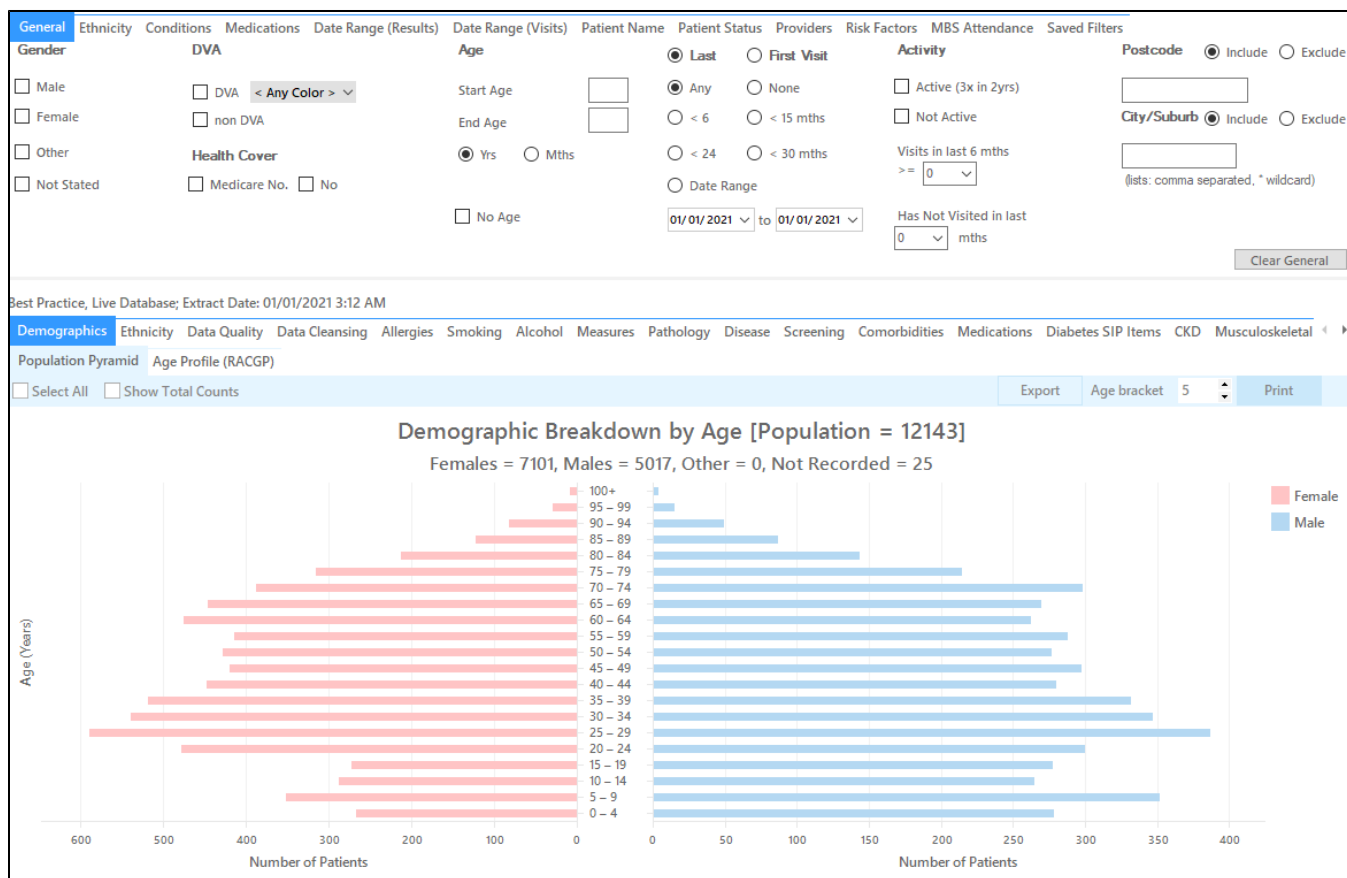 General Ethnicity Conditions Medications Date Range (Results) Date Range (Visits) Patient Name Patient Status Providers Risk Factors MBS Attendance Saved Filters
Gender DVA Age Last First Visit Activity Postcode Include Exclude
Male DVA < Any Color > Start Age Any None Active (3x in 2yrs)
Female non DVA End Age < 6 < 15 mths Not Active City/Suburb Include Exclude
Other Health Cover Yrs Mths < 24 < 30 mths Visits in last 6 mths
>= 0
Not Stated Medicare No. No Date Range (lists: comma separated, * wildcard)
No Age 01/01/2021 to 01/01/2021 Has Not Visited in last
0 mths
Clear General
Best Practice, Live Database; Extract Date: 01/01/2021 3:12 AM
Demographics Ethnicity Data Quality Data Cleansing Allergies Smoking Alcohol Measures Pathology Disease Screening Comorbidities Medications Diabetes SIP Items CKD Musculoskeletal
Population Pyramid Age Profile (RACGP)
Select All Show Total Counts Export Age bracket 5 Print
Demographic Breakdown by Age [Population = 12143]
Females = 7101, Males = 5017, Other = 0, Not Recorded = 25
Female
Male
Age (Years)
100+
95 – 99
90 – 94
85 – 89
80 – 84
75 – 79
70 – 74
65 – 69
60 – 64
55 – 59
50 – 54
45 – 49
40 – 44
35 – 39
30 – 34
25 – 29
20 – 24
15 – 19
10 – 14
5 – 9
0 – 4
600 500 400 300 200 100 0 0 50 100 150 200 250 300 350 400
Number of Patients Number of Patients